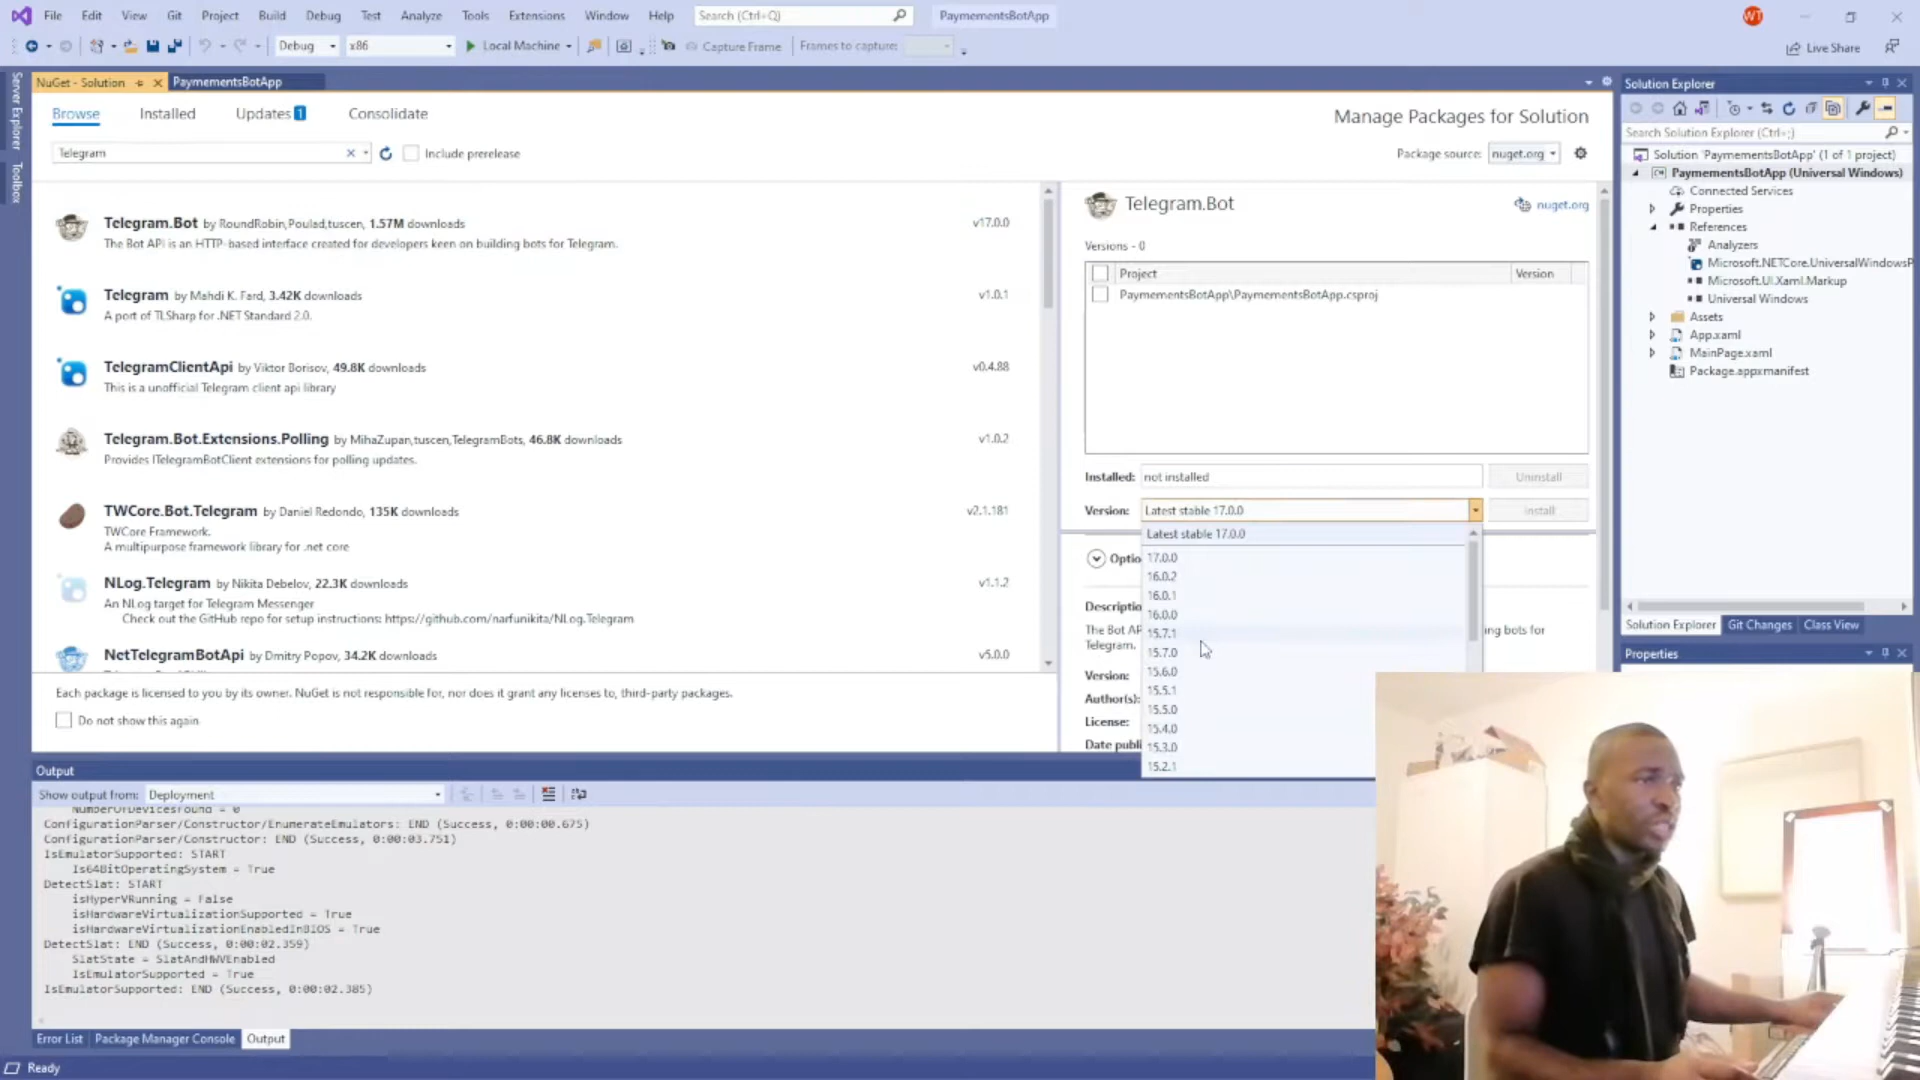 File Edit View Git Project Build Debug Test Analyze Tools Extensions Window Help Search (Ctrl+Q) PaymementsBotApp WT
Debug x86 Local Machine Capture Frame Frames to capture: Live Share
NuGet - Solution PaymementsBotApp
Server Explorer
Toolbox
Browse Installed Updates 1 Consolidate
Manage Packages for Solution
Telegram Include prerelease
Package source: nuget.org
Telegram.Bot by RoundRobin,Poulad,tuscen, 1.57M downloads v17.0.0
The Bot API is an HTTP-based interface created for developers keen on building bots for Telegram.
Telegram by Mahdi K. Fard, 3.42K downloads v1.0.1
A port of TLSharp for .NET Standard 2.0.
TelegramClientApi by Viktor Borisov, 49.8K downloads v0.4.88
This is a unofficial Telegram client api library
Telegram.Bot.Extensions.Polling by MihaZupan,tuscen,TelegramBots, 46.8K downloads v1.0.2
Provides ITelegramBotClient extensions for polling updates.
TWCore.Bot.Telegram by Daniel Redondo, 135K downloads v2.1.181
TWCore Framework.
A multipurpose framework library for .net core
NLog.Telegram by Nikita Debelov, 22.3K downloads v1.1.2
An NLog target for Telegram Messenger
Check out the GitHub repo for setup instructions: https://github.com/narfunikita/NLog.Telegram
NetTelegramBotApi by Dmitry Popov, 34.2K downloads v5.0.0
Each package is licensed to you by its owner. NuGet is not responsible for, nor does it grant any licenses to, third-party packages.
Do not show this again
Telegram.Bot nuget.org
Versions - 0
Project Version
PaymementsBotApp\PaymementsBotApp.csproj
Installed: not installed Uninstall
Version: Latest stable 17.0.0 Install
Latest stable 17.0.0
17.0.0
16.0.2
16.0.1
16.0.0
15.7.1
15.7.0
15.6.0
15.5.1
15.5.0
15.4.0
15.3.0
15.2.1
Optio
Descriptio
The Bot AP ing bots for
Telegram.
Version:
Author(s):
License:
Date publi
Solution Explorer
Search Solution Explorer (Ctrl+;)
Solution 'PaymementsBotApp' (1 of 1 project)
PaymementsBotApp (Universal Windows)
Connected Services
Properties
References
Analyzers
Microsoft.NETCore.UniversalWindowsP
Microsoft.UI.Xaml.Markup
Universal Windows
Assets
App.xaml
MainPage.xaml
Package.appxmanifest
Solution Explorer Git Changes Class View
Properties
Output
Show output from: Deployment
NumberOfDevicesFound = 0
ConfigurationParser/Constructor/EnumerateEmulators: END (Success, 0:00:00.675)
ConfigurationParser/Constructor: END (Success, 0:00:03.751)
IsEmulatorSupported: START
Is64BitOperatingSystem = True
DetectSlat: START
isHyperVRunning = False
isHardwareVirtualizationSupported = True
isHardwareVirtualizationEnabledInBIOS = True
DetectSlat: END (Success, 0:00:02.359)
SlatState = SlatAndHWVEnabled
IsEmulatorSupported = True
IsEmulatorSupported: END (Success, 0:00:02.385)
Error List Package Manager Console Output
Ready